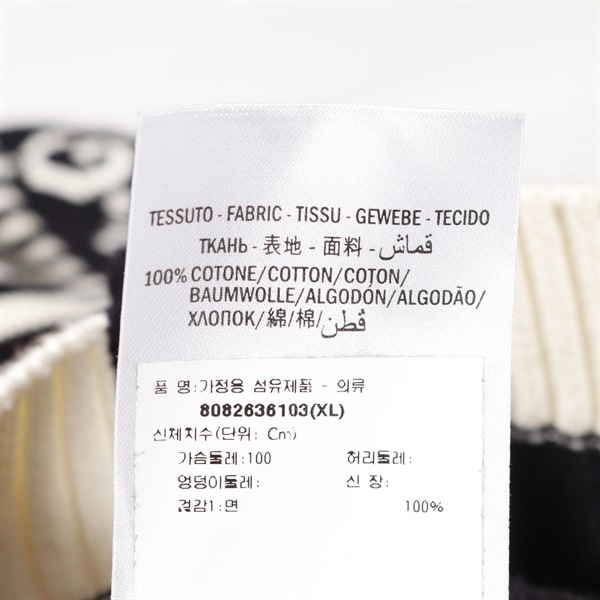 TESSUTO - FABRIC - TISSU - GEWEBE - TECIDO
ТКАНЬ - 表地 - 面料 - قماش
100% COTONE/COTTON/COTON/
BAUMWOLLE/ALGODÓN/ALGODÃO/
ХЛОПОК/綿/棉/قطن
품 명:가정용 섬유제품 - 의류
8082636103(XL)
신체치수(단위: Cm)
가슴둘레:100 허리둘레:
엉덩이둘레: 신 장:
겉감1:면 100%